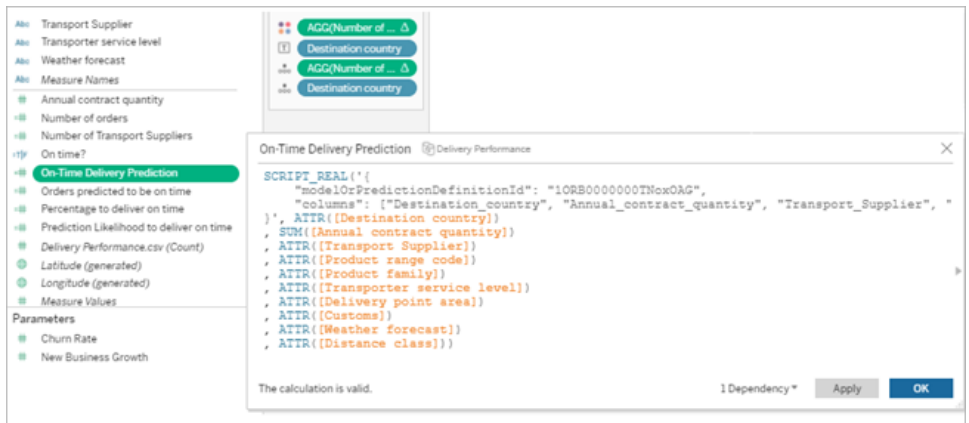 Abc Transport Supplier
Abc Transporter service level
Abc Weather forecast
Abc Measure Names
Annual contract quantity
Number of orders
Number of Transport Suppliers
T|F On time?
On-Time Delivery Prediction
Orders predicted to be on time
Percentage to deliver on time
Prediction Likelihood to deliver on time
Delivery Performance.csv (Count)
Latitude (generated)
Longitude (generated)
Measure Values
Parameters
Churn Rate
New Business Growth
AGG(Number of ... Δ
T Destination country
AGG(Number of ... Δ
Destination country
On-Time Delivery Prediction Delivery Performance
SCRIPT_REAL('{
"modelOrPredictionDefinitionId": "1ORB0000000TNoxOAG",
"columns": ["Destination_country", "Annual_contract_quantity", "Transport_Supplier", "
}', ATTR([Destination country])
, SUM([Annual contract quantity])
, ATTR([Transport Supplier])
, ATTR([Product range code])
, ATTR([Product family])
, ATTR([Transporter service level])
, ATTR([Delivery point area])
, ATTR([Customs])
, ATTR([Weather forecast])
, ATTR([Distance class]))
The calculation is valid.
1 Dependency
Apply
OK